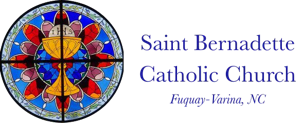 Saint Bernadette
Catholic Church
Fuquay-Varina, NC